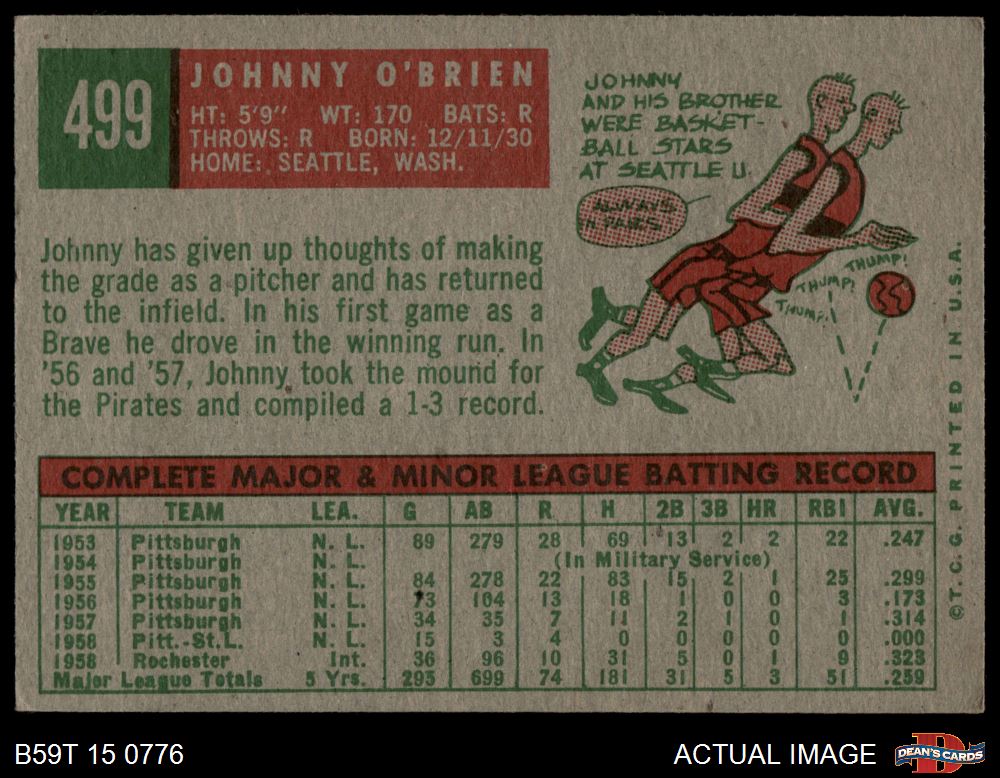 499
JOHNNY O'BRIEN
HT: 5'9" WT: 170 BATS: R
THROWS: R BORN: 12/11/30
HOME: SEATTLE, WASH.
JOHNNY
AND HIS BROTHER
WERE BASKET-
BALL STARS
AT SEATTLE U.
ALWAYS
THUMP!
THUMP!
THUMP!
Johnny has given up thoughts of making
the grade as a pitcher and has returned
to the infield. In his first game as a
Brave he drove in the winning run. In
'56 and '57, Johnny took the mound for
the Pirates and compiled a 1-3 record.
COMPLETE MAJOR & MINOR LEAGUE BATTING RECORD
YEAR TEAM LEA. G AB R H 2B 3B HR RBI AVG.
1953 Pittsburgh N. L. 89 279 28 69 13 2 2 22 .247
1954 Pittsburgh N. L. (In Military Service)
1955 Pittsburgh N. L. 84 278 22 83 15 2 1 25 .299
1956 Pittsburgh N. L. 73 104 13 18 1 0 0 3 .173
1957 Pittsburgh N. L. 34 35 7 11 2 1 0 1 .314
1958 Pitt.-St.L. N. L. 15 3 4 0 0 0 0 0 .000
1958 Rochester Int. 36 96 10 31 5 0 1 9 .323
Major League Totals 5 Yrs. 295 699 74 181 31 5 3 51 .259
©T.C.G. PRINTED IN U.S.A.
B59T 15 0776
ACTUAL IMAGE
DEAN'S CARDS